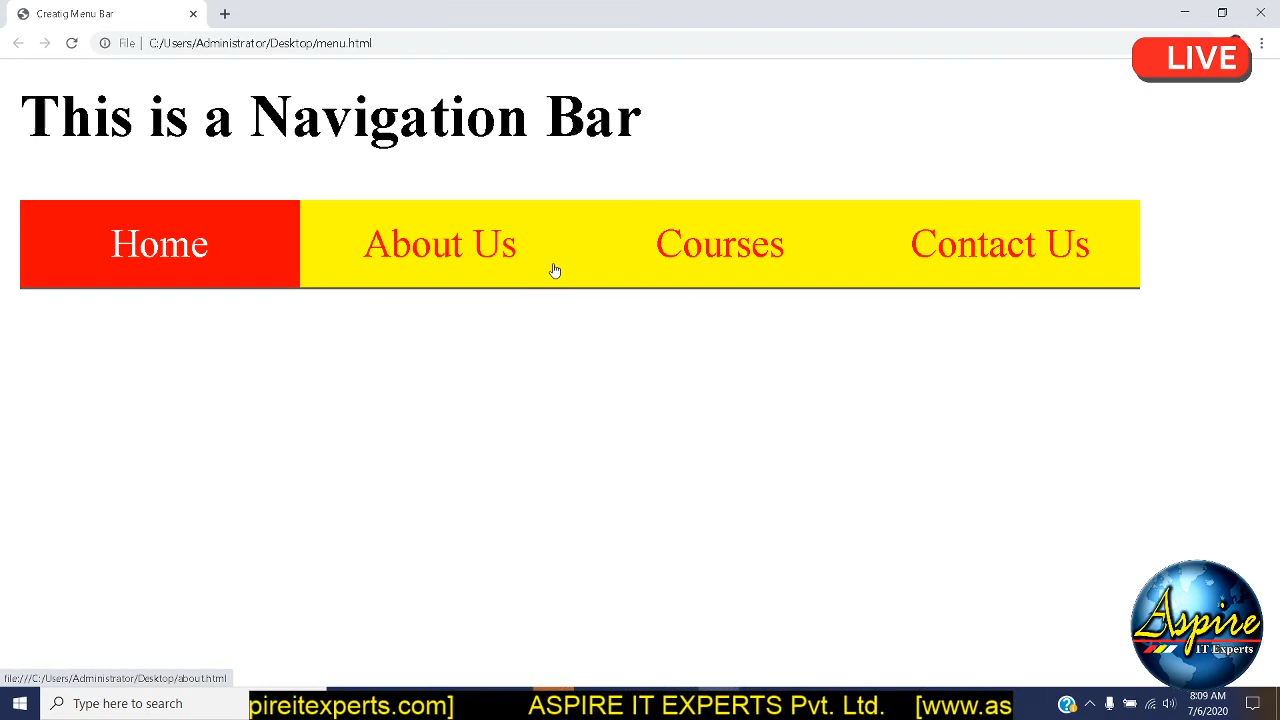 Creatig Menu Bar
File C:/Users/Administrator/Desktop/menu.html
LIVE
This is a Navigation Bar
Home About Us Courses Contact Us
Aspire
IT Experts
file:///C:/Users/Administrator/Desktop/about.html
Type here to search
pireitexperts.com] ASPIRE IT EXPERTS Pvt. Ltd. [www.as
8:09 AM
7/6/2020